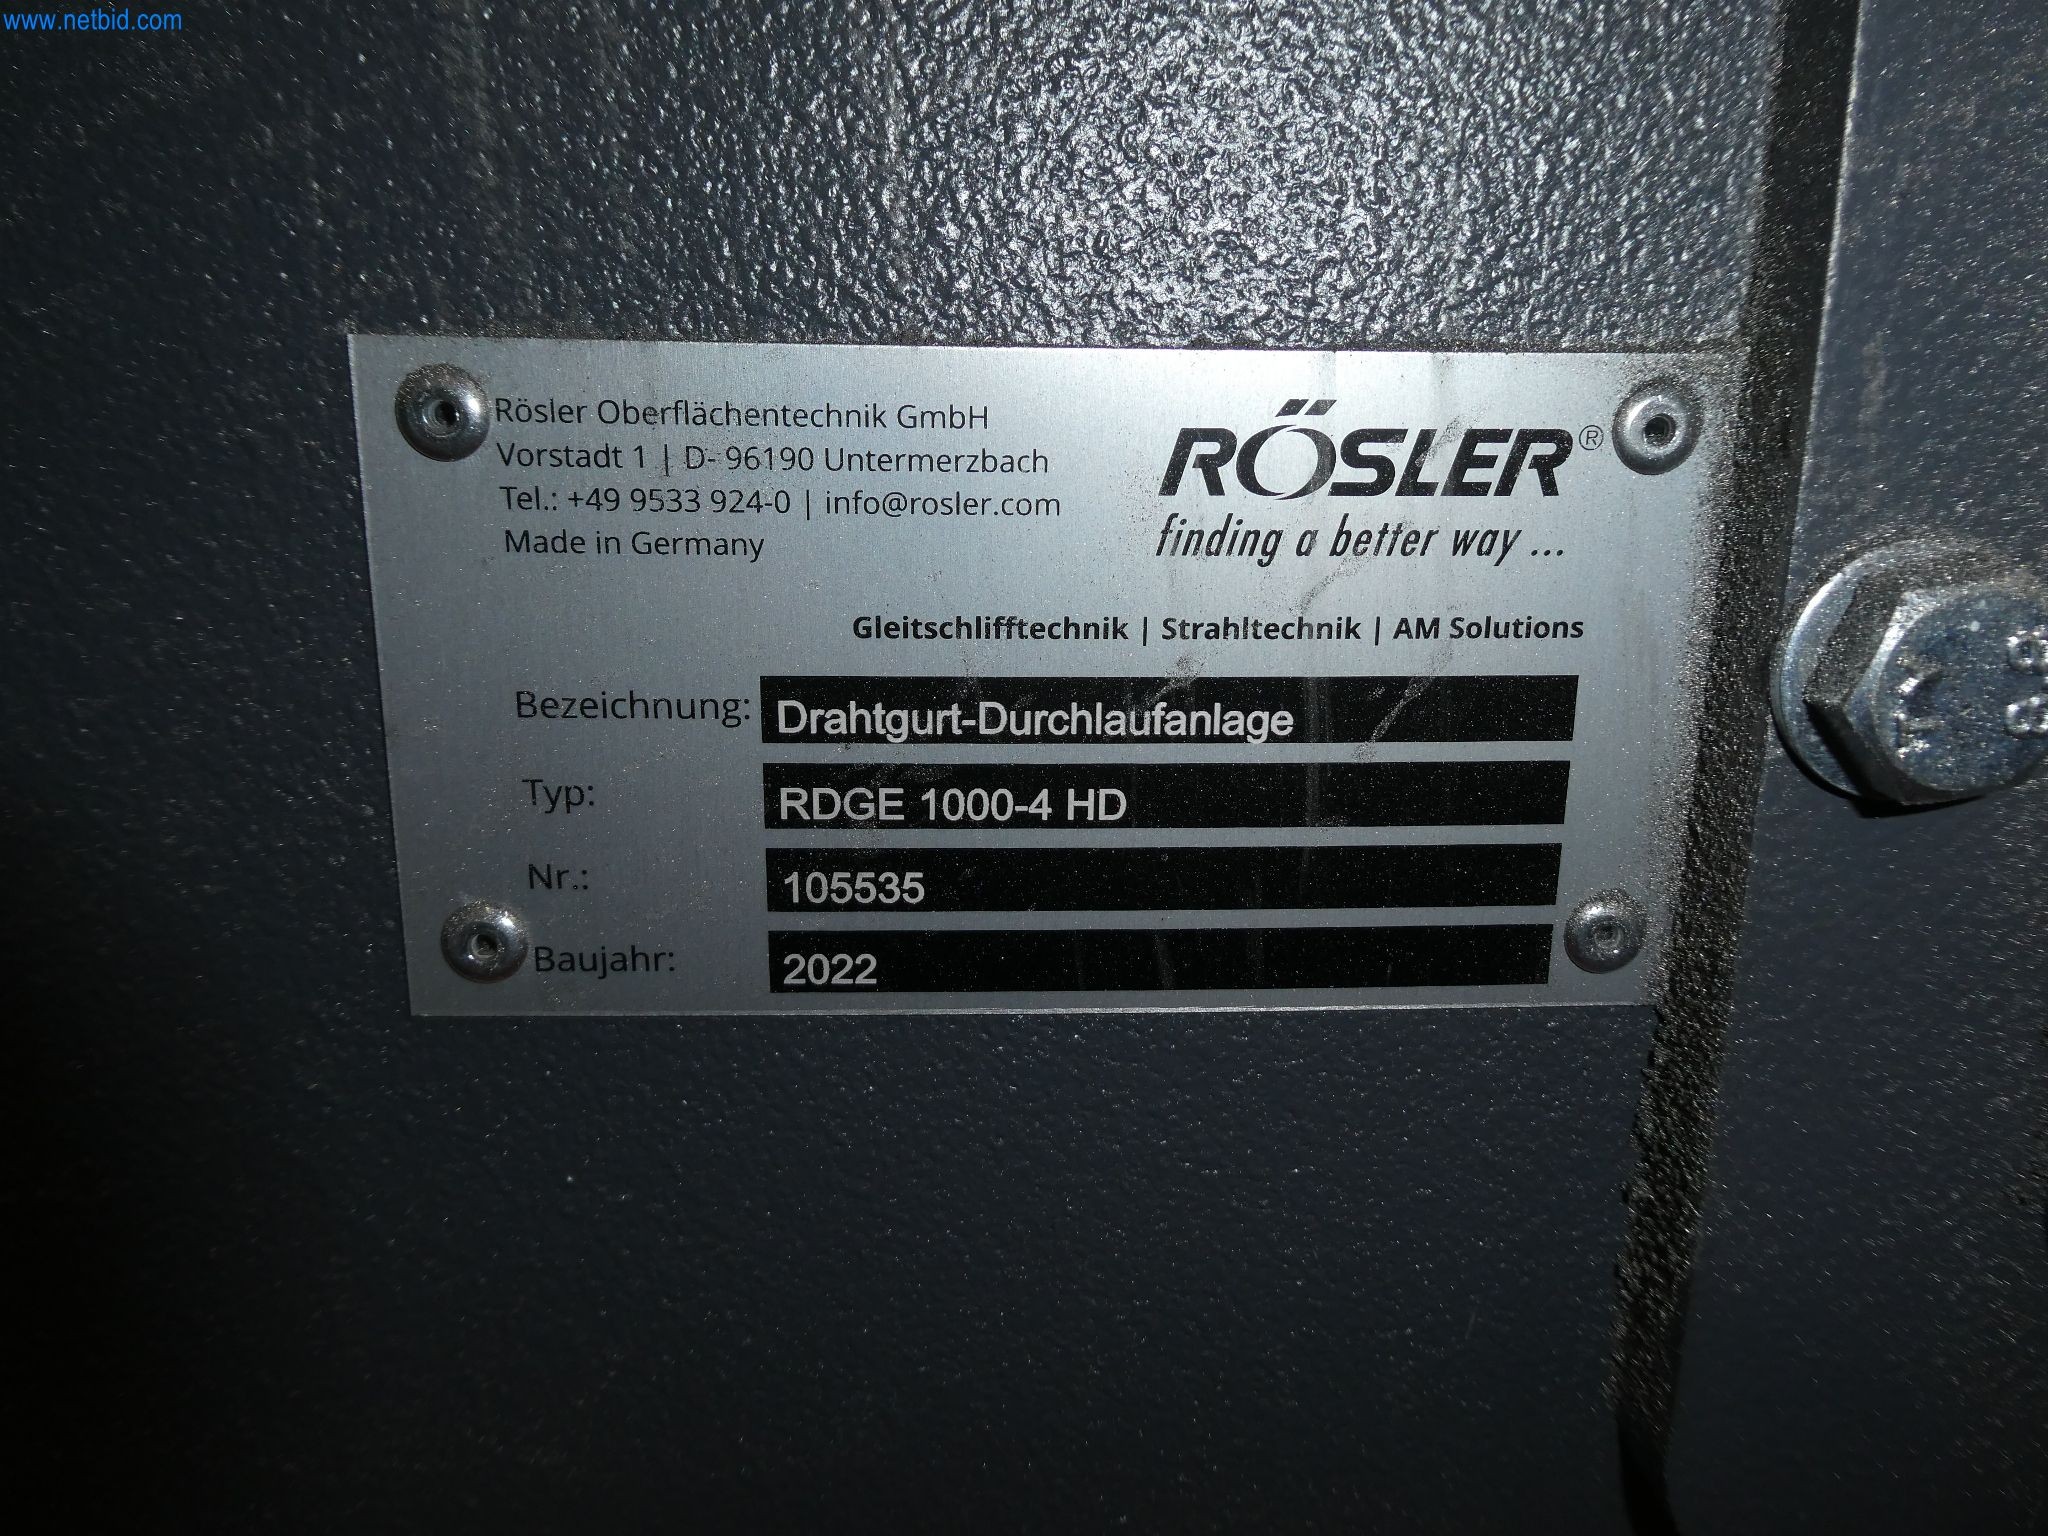 www.netbid.com
Rösler Oberflächentechnik GmbH
Vorstadt 1 | D- 96190 Untermerzbach
Tel.: +49 9533 924-0 | info@rosler.com
Made in Germany
RÖSLER®
finding a better way ...
Gleitschlifftechnik | Strahltechnik | AM Solutions
Bezeichnung: Drahtgurt-Durchlaufanlage
Typ: RDGE 1000-4 HD
Nr.: 105535
Baujahr: 2022
8.8